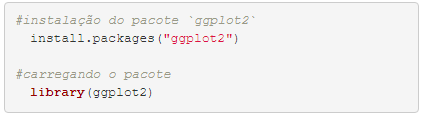 #instalação do pacote `ggplot2`
install.packages("ggplot2")
#carregando o pacote
library(ggplot2)